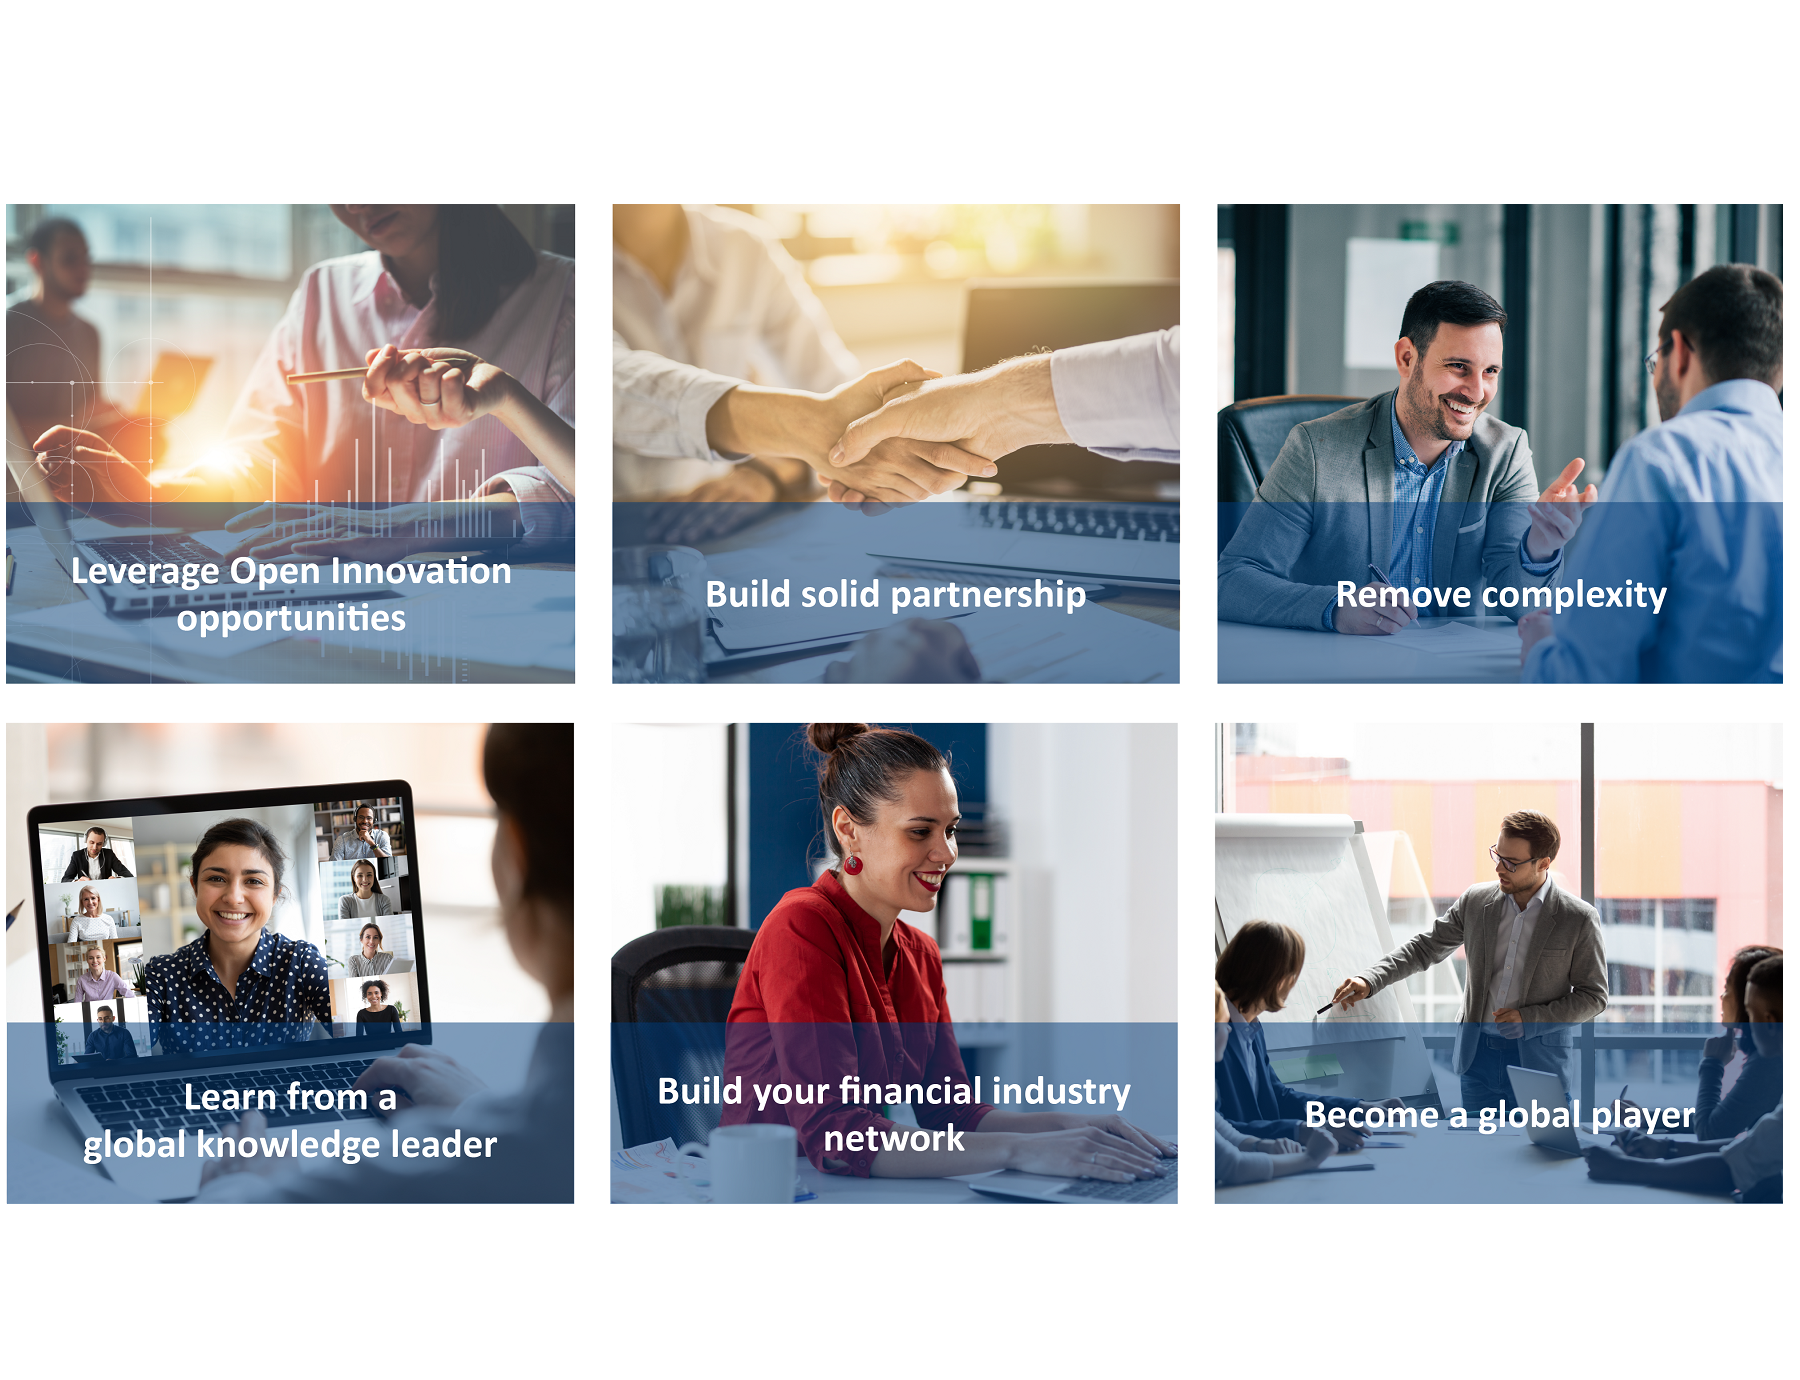 Leverage Open Innovation
opportunities
Build solid partnership
Remove complexity
Learn from a
global knowledge leader
Build your financial industry
network
Become a global player